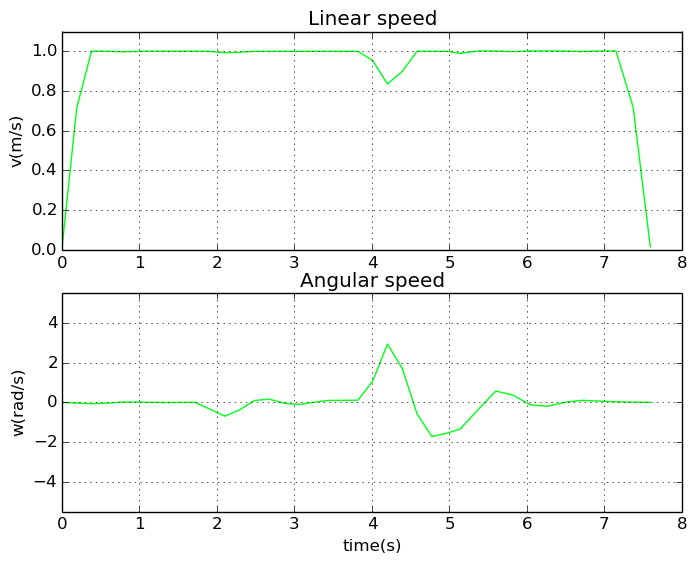 Linear speed
1.0
0.8
0.6
0.4
0.2
0.0
v(m/s)
0 1 2 3 4 5 6 7 8
Angular speed
4
2
0
−2
−4
w(rad/s)
0 1 2 3 4 5 6 7 8
time(s)